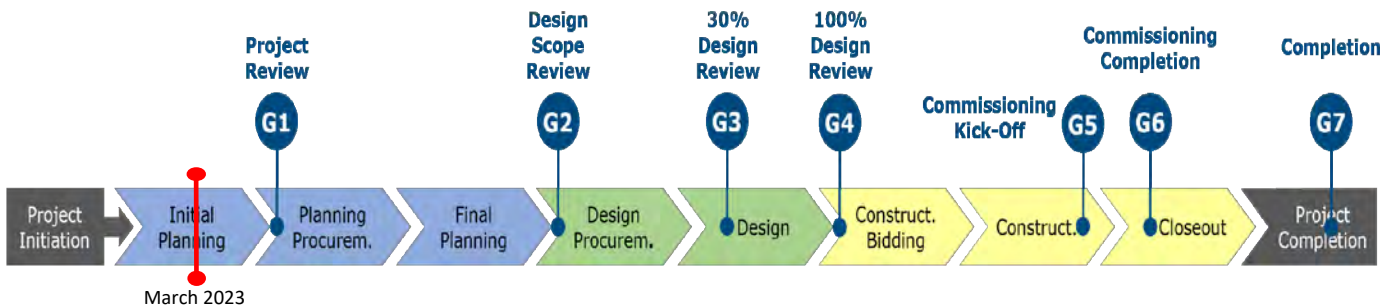 Project
Review
Design
Scope
Review
30%
Design
Review
100%
Design
Review
Commissioning
Kick-Off
Commissioning
Completion
Completion
G1
G2
G3
G4
G5
G6
G7
Project
Initiation
Initial
Planning
Planning
Procurem.
Final
Planning
Design
Procurem.
Design
Construct.
Bidding
Construct.
Closeout
Project
Completion
March 2023